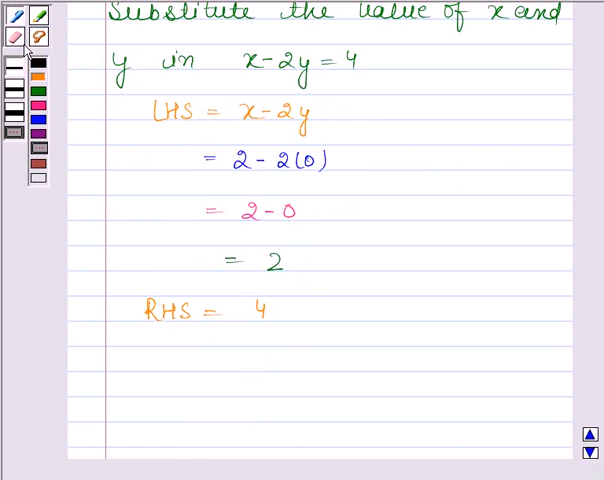 Substitute the value of x and
y in x-2y=4
LHS = x-2y
= 2-2(0)
= 2-0
= 2
RHS = 4